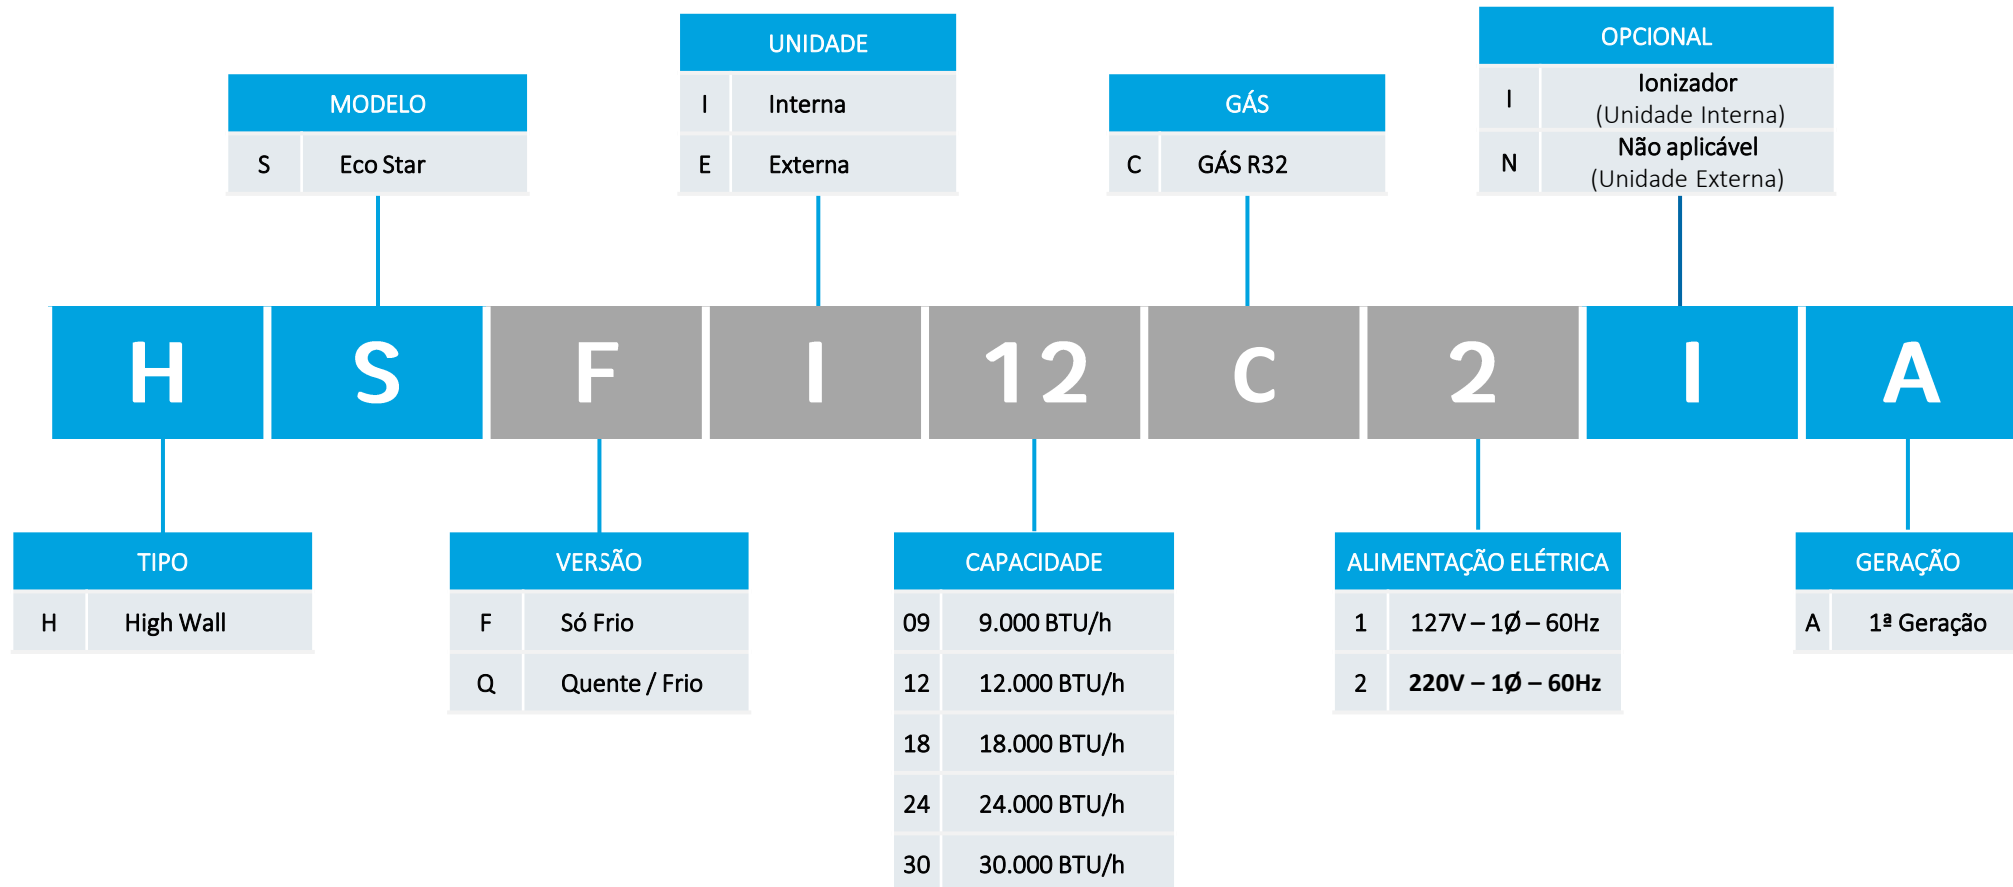 UNIDADE
I Interna
E Externa
OPCIONAL
I Ionizador
(Unidade Interna)
N Não aplicável
(Unidade Externa)
MODELO
S Eco Star
GÁS
C GÁS R32
H S F I 12 C 2 I A
TIPO
H High Wall
VERSÃO
F Só Frio
Q Quente / Frio
CAPACIDADE
09 9.000 BTU/h
12 12.000 BTU/h
18 18.000 BTU/h
24 24.000 BTU/h
30 30.000 BTU/h
ALIMENTAÇÃO ELÉTRICA
1 127V – 1Ø – 60Hz
2 220V – 1Ø – 60Hz
GERAÇÃO
A 1ª Geração